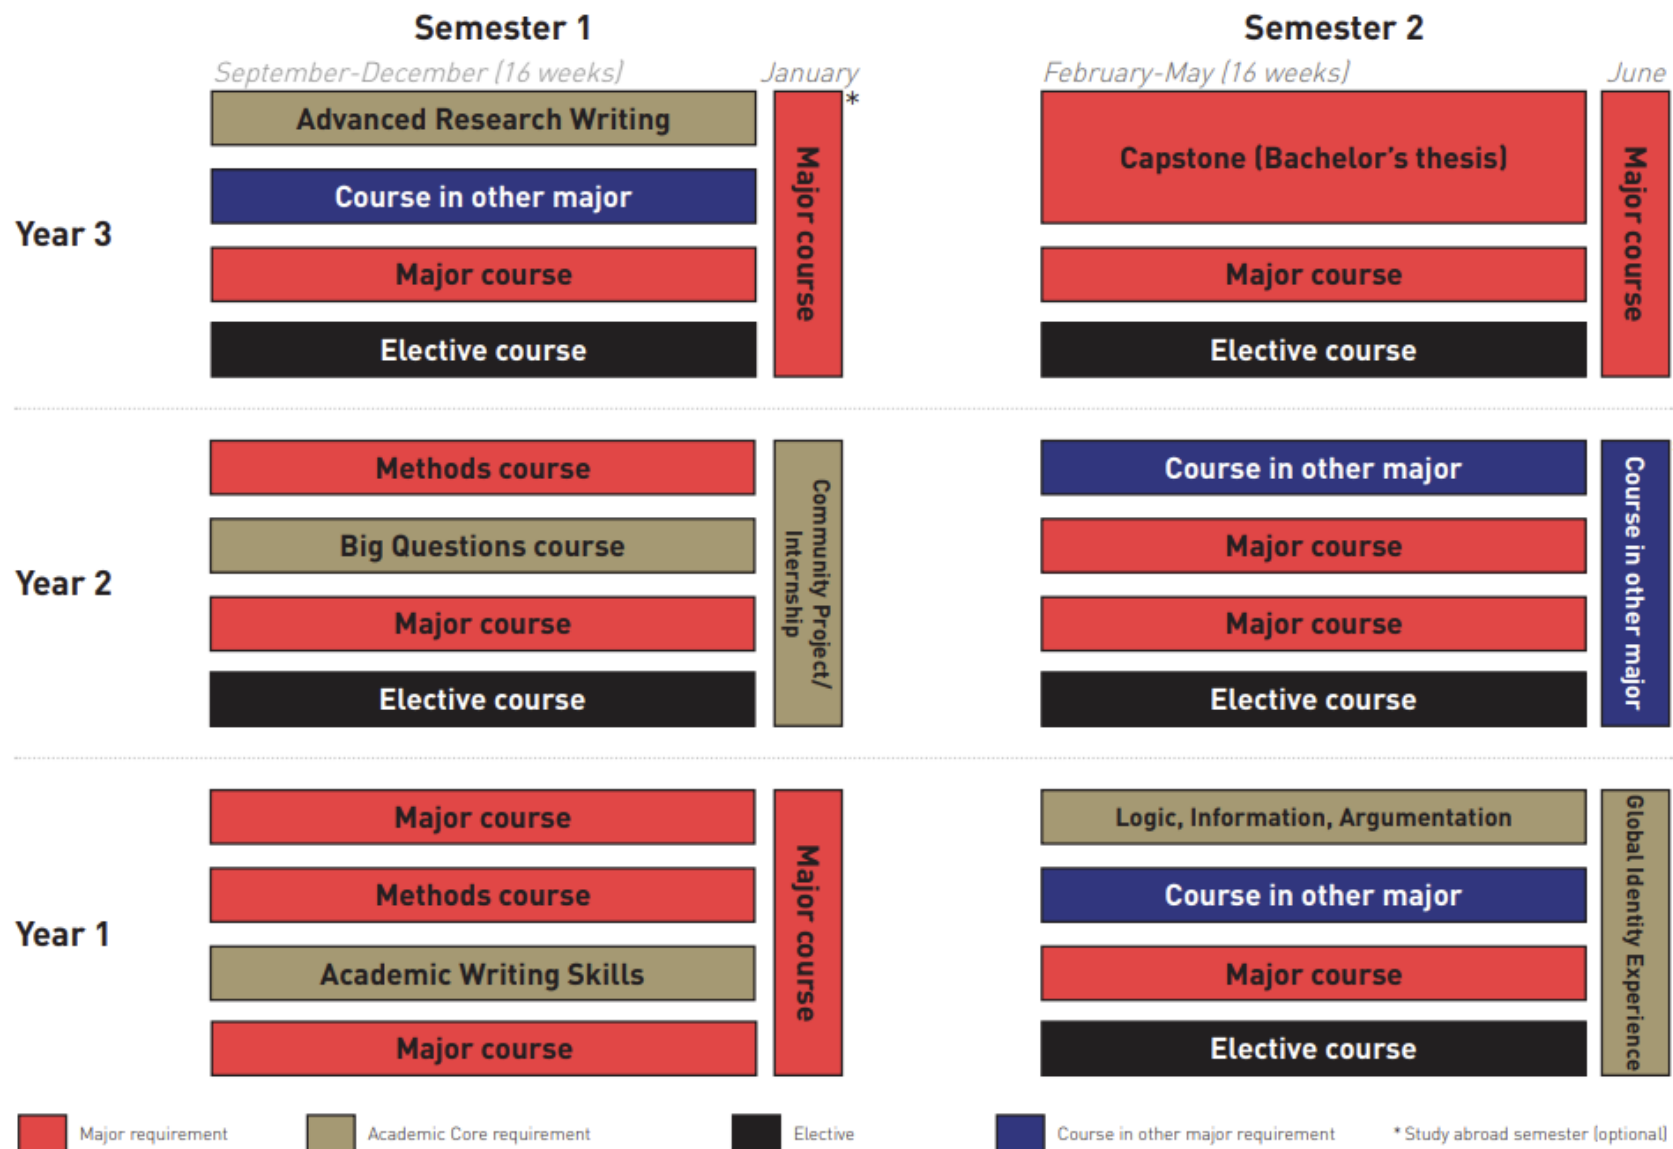 Semester 1
Semester 2
September-December (16 weeks)
January
February-May (16 weeks)
June
Year 3
Advanced Research Writing
Course in other major
Major course
Elective course
Major course
*
Capstone (Bachelor's thesis)
Major course
Elective course
Major course
Year 2
Methods course
Big Questions course
Major course
Elective course
Community Project/
Internship
Course in other major
Major course
Major course
Elective course
Course in other major
Year 1
Major course
Methods course
Academic Writing Skills
Major course
Major course
Logic, Information, Argumentation
Course in other major
Major course
Elective course
Global Identity Experience
Major requirement
Academic Core requirement
Elective
Course in other major requirement
* Study abroad semester (optional)